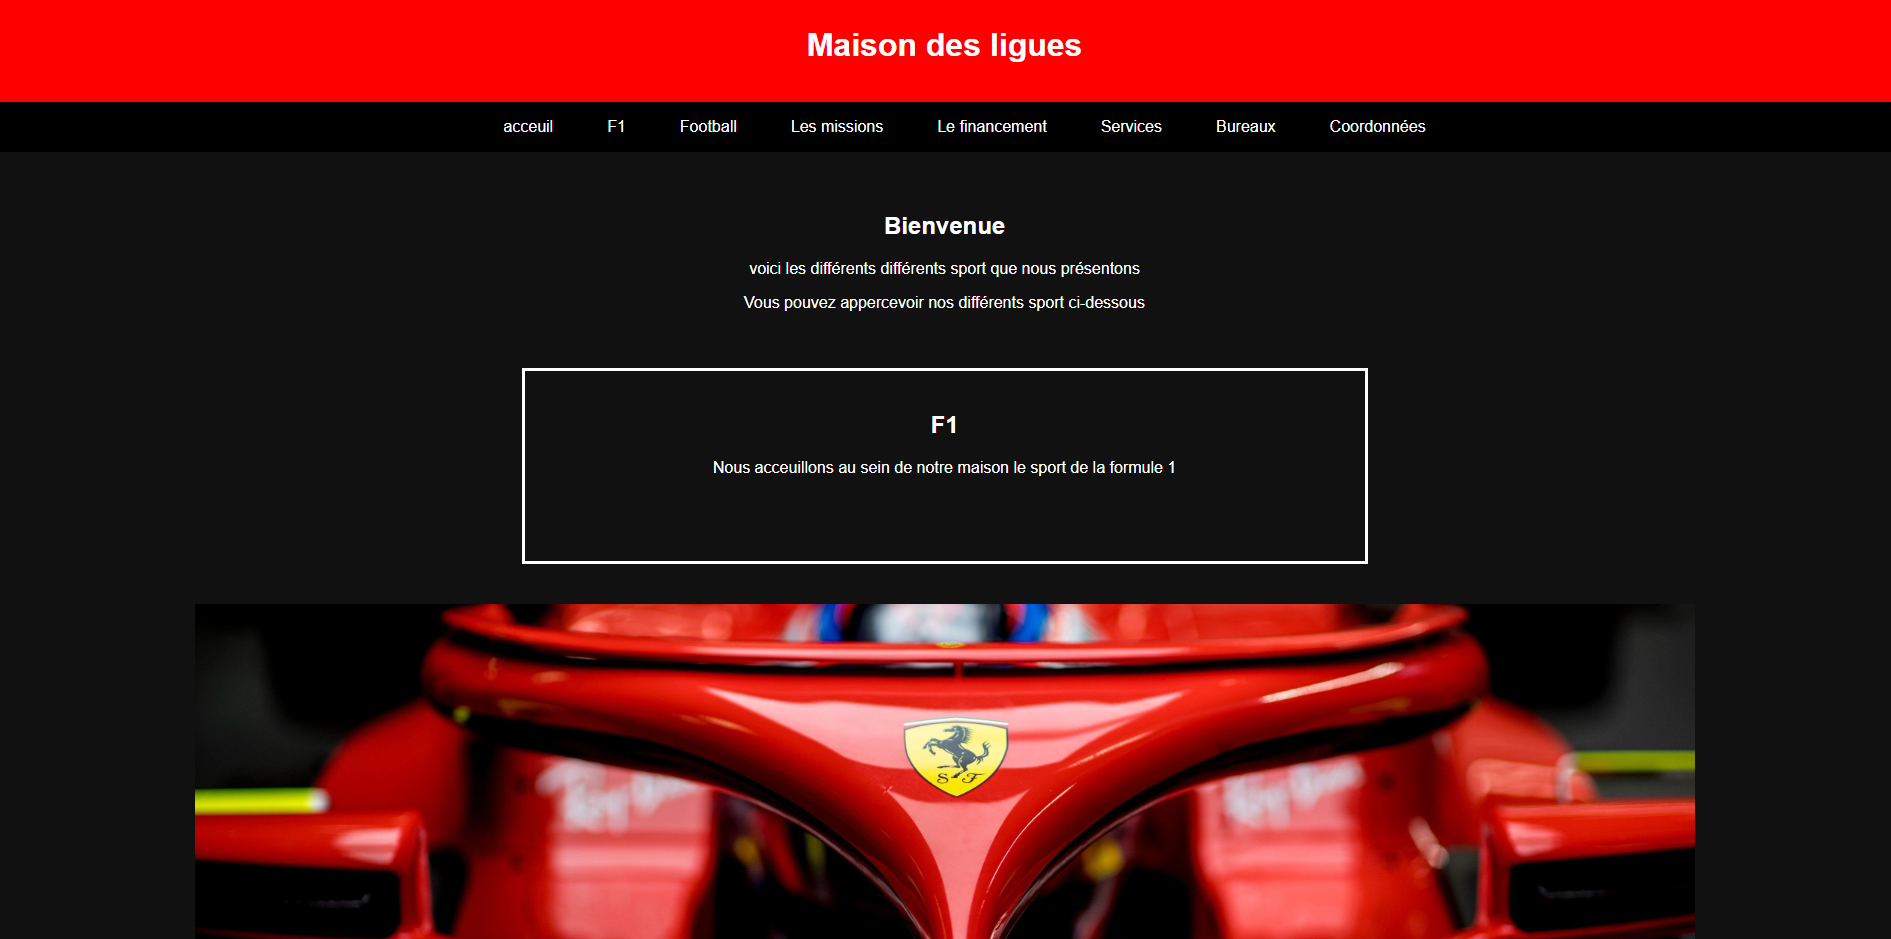 Maison des ligues
acceuil F1 Football Les missions Le financement Services Bureaux Coordonnées
Bienvenue
voici les différents différents sport que nous présentons
Vous pouvez appercevoir nos différents sport ci-dessous
F1
Nous acceuillons au sein de notre maison le sport de la formule 1
S F